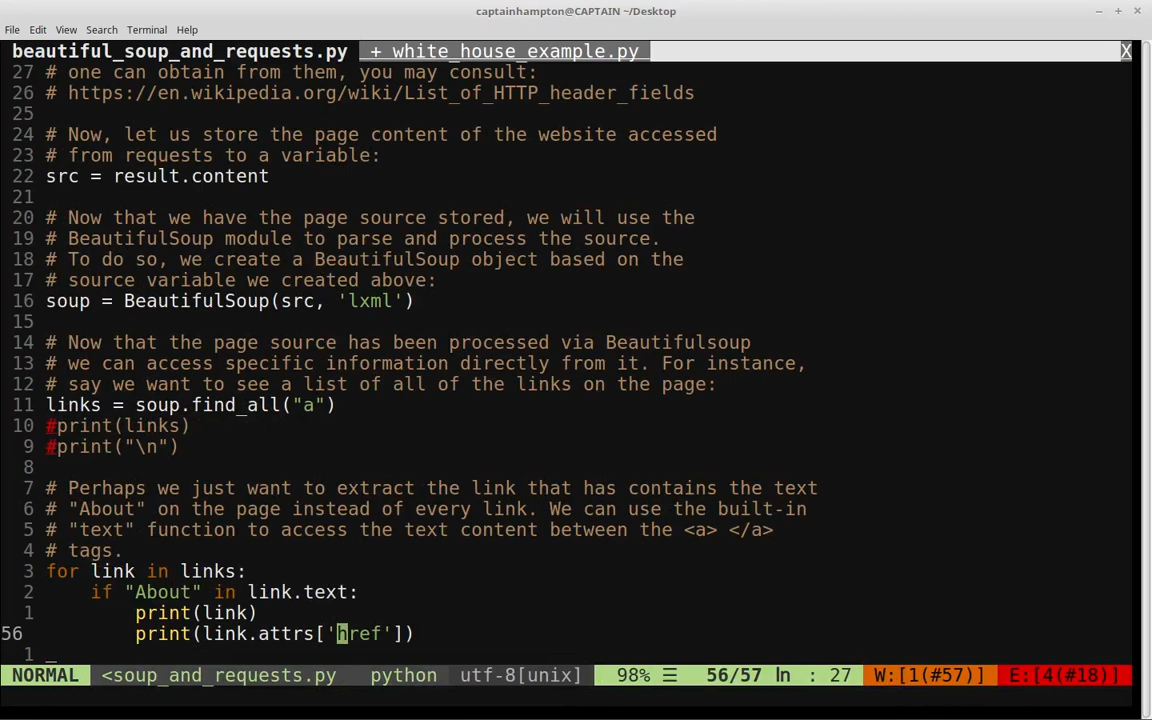 captainhampton@CAPTAIN ~/Desktop
File Edit View Search Terminal Help
beautiful_soup_and_requests.py + white_house_example.py X
27 # one can obtain from them, you may consult:
26 # https://en.wikipedia.org/wiki/List_of_HTTP_header_fields
25
24 # Now, let us store the page content of the website accessed
23 # from requests to a variable:
22 src = result.content
21
20 # Now that we have the page source stored, we will use the
19 # BeautifulSoup module to parse and process the source.
18 # To do so, we create a BeautifulSoup object based on the
17 # source variable we created above:
16 soup = BeautifulSoup(src, 'lxml')
15
14 # Now that the page source has been processed via Beautifulsoup
13 # we can access specific information directly from it. For instance,
12 # say we want to see a list of all of the links on the page:
11 links = soup.find_all("a")
10 #print(links)
9 #print("\n")
8
7 # Perhaps we just want to extract the link that has contains the text
6 # "About" on the page instead of every link. We can use the built-in
5 # "text" function to access the text content between the <a> </a>
4 # tags.
3 for link in links:
2     if "About" in link.text:
1         print(link)
56         print(link.attrs['href'])
1 _
NORMAL <soup_and_requests.py python utf-8[unix] 98% ☰ 56/57 ln : 27 W:[1(#57)] E:[4(#18)]